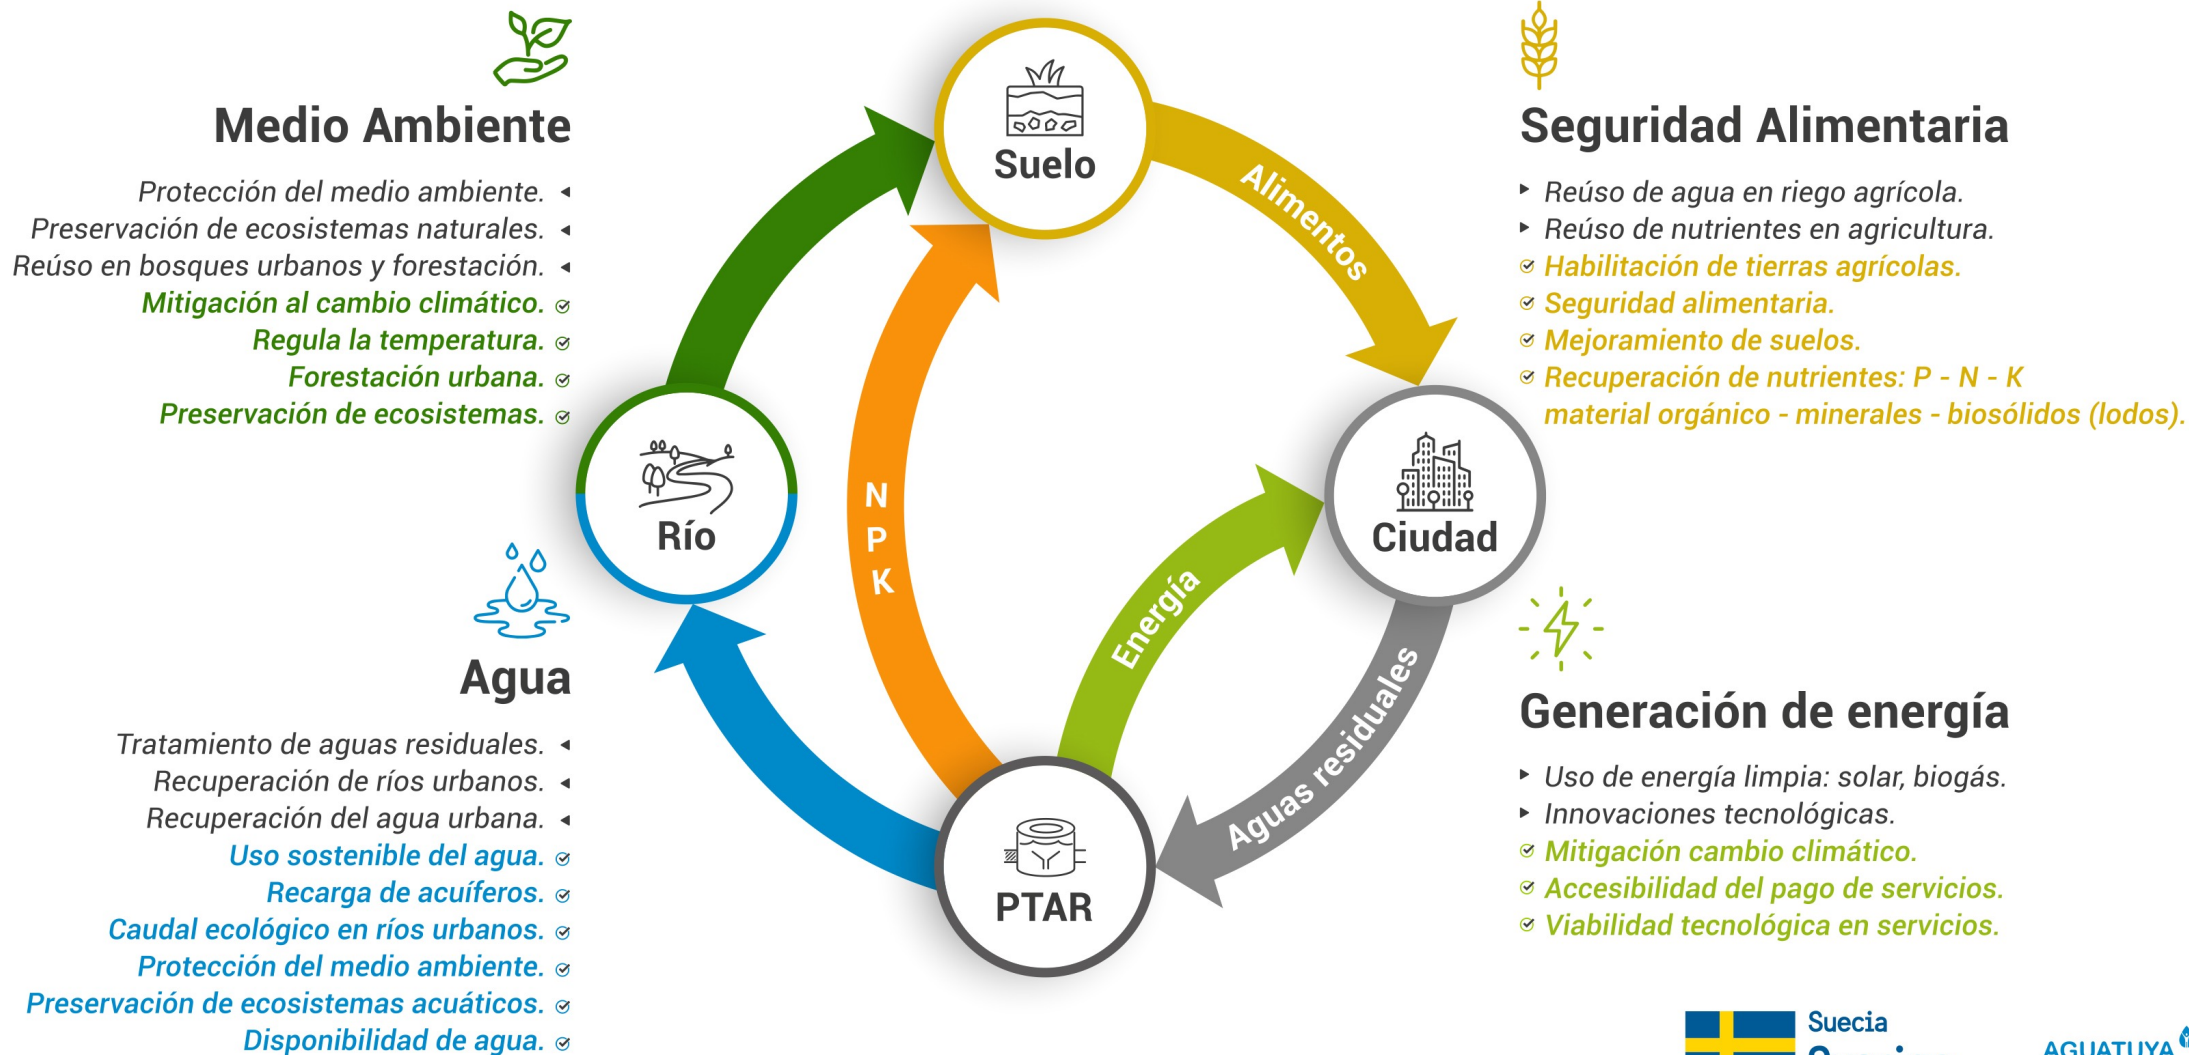 Medio Ambiente
Protección del medio ambiente.
Preservación de ecosistemas naturales.
Reúso en bosques urbanos y forestación.
Mitigación al cambio climático.
Regula la temperatura.
Forestación urbana.
Preservación de ecosistemas.
Agua
Tratamiento de aguas residuales.
Recuperación de ríos urbanos.
Recuperación del agua urbana.
Uso sostenible del agua.
Recarga de acuíferos.
Caudal ecológico en ríos urbanos.
Protección del medio ambiente.
Preservación de ecosistemas acuáticos.
Disponibilidad de agua.
Suelo
Alimentos
Río
N
P
K
Energía
Ciudad
Aguas residuales
PTAR
Seguridad Alimentaria
Reúso de agua en riego agrícola.
Reúso de nutrientes en agricultura.
Habilitación de tierras agrícolas.
Seguridad alimentaria.
Mejoramiento de suelos.
Recuperación de nutrientes: P - N - K
material orgánico - minerales - biosólidos (lodos).
Generación de energía
Uso de energía limpia: solar, biogás.
Innovaciones tecnológicas.
Mitigación cambio climático.
Accesibilidad del pago de servicios.
Viabilidad tecnológica en servicios.
Suecia
AGUATUYA